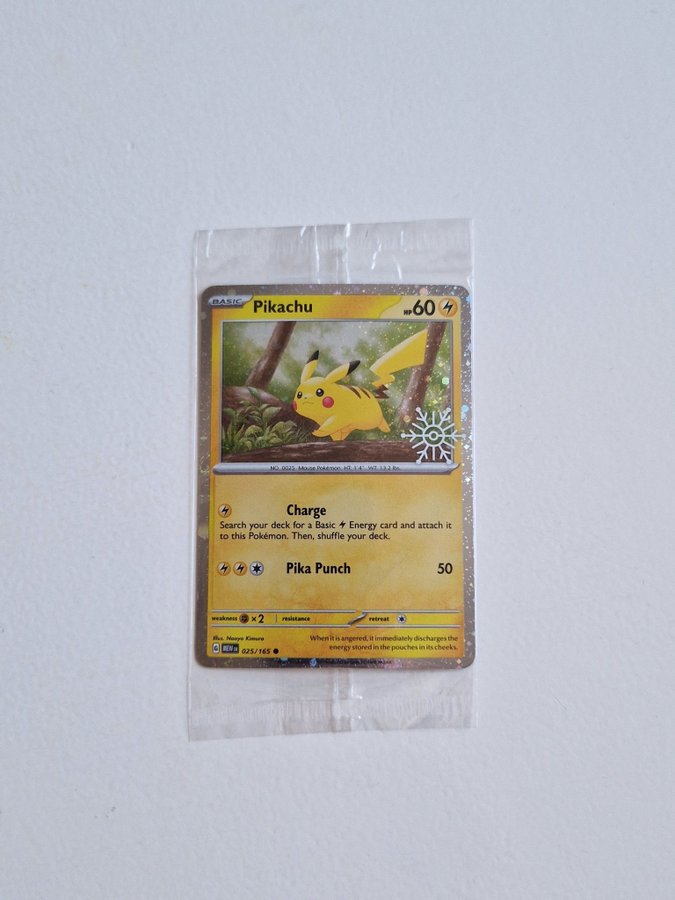 BASIC Pikachu HP 60
NO. 0025 Mouse Pokémon HT: 1'4" WT: 13.2 lbs.
Charge
Search your deck for a Basic Energy card and attach it
to this Pokémon. Then, shuffle your deck.
Pika Punch 50
weakness ×2 resistance retreat
Illus. Naoyo Kimura
When it is angered, it immediately discharges the
energy stored in the pouches in its cheeks.
G MEW EN 025/165